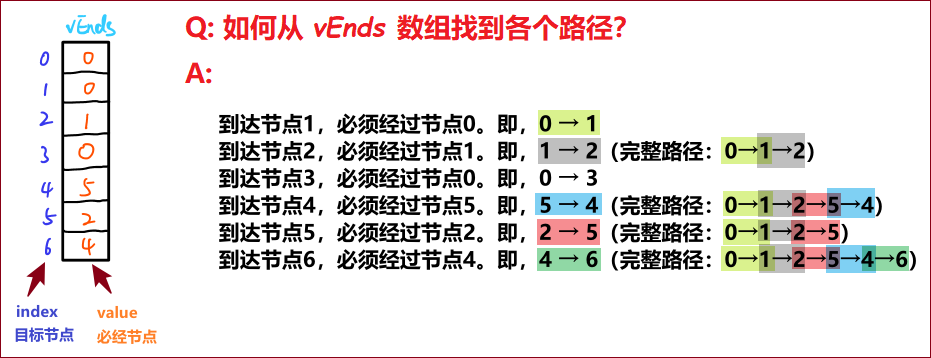 vEnds
0 0
1 0
2 1
3 0
4 5
5 2
6 4
index
目标节点
value
必经节点
Q: 如何从 vEnds 数组找到各个路径？
A:
到达节点1，必须经过节点0。即，0 → 1
到达节点2，必须经过节点1。即，1 → 2（完整路径：0→1→2）
到达节点3，必须经过节点0。即，0 → 3
到达节点4，必须经过节点5。即，5 → 4（完整路径：0→1→2→5→4）
到达节点5，必须经过节点2。即，2 → 5（完整路径：0→1→2→5）
到达节点6，必须经过节点4。即，4 → 6（完整路径：0→1→2→5→4→6）